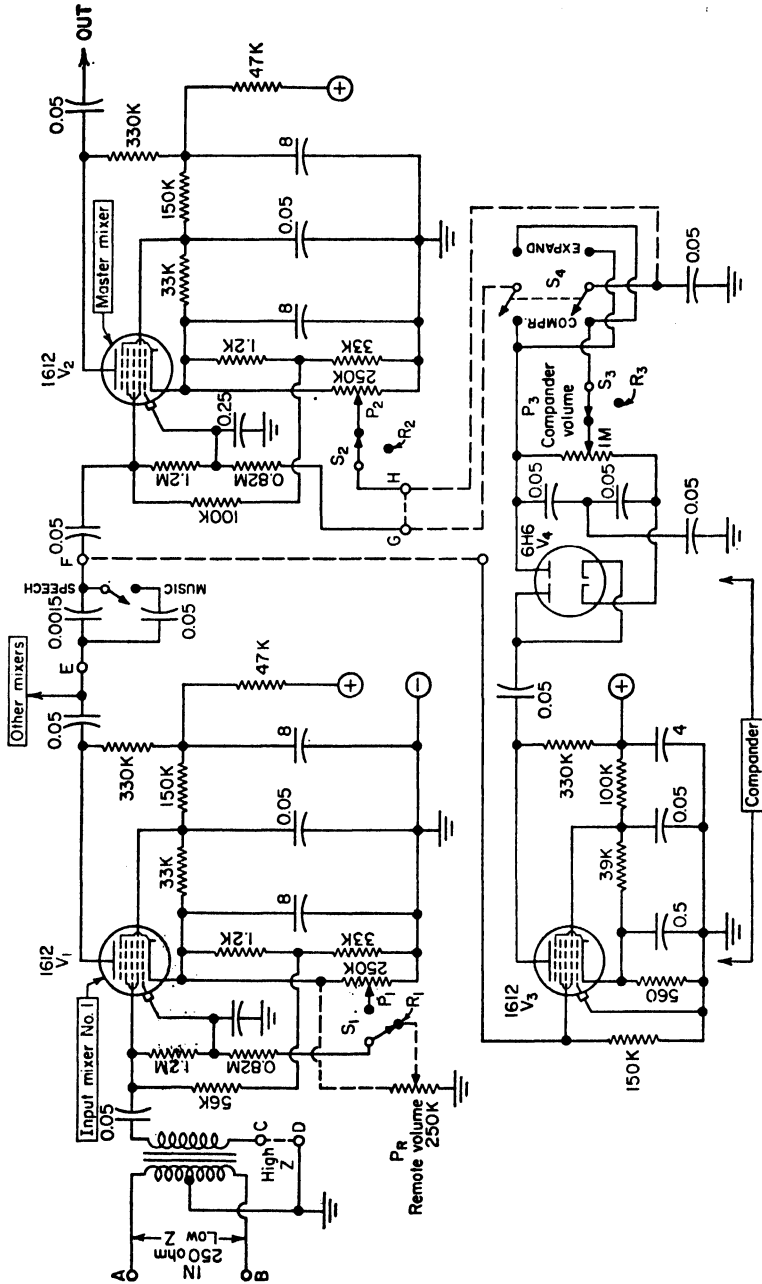 Input mixer No. 1
1612
V1
Other mixers
0.05
E
0.0015
SPEECH
MUSIC
0.05
F
0.05
1612
V2
Master mixer
0.05
OUT
A
B
IN
250 ohm
Low Z
High
Z
C
D
0.05
56K
1.2M
0.82M
S1
R1
P1
250K
1.2K
33K
33K
8
0.05
150K
8
330K
47K
+
−
PR
Remote volume
250K
100K
1.2M
0.82M
0.25
S2
R2
P2
G
H
250K
1.2K
33K
33K
8
0.05
150K
8
330K
47K
+
1612
V3
150K
560
0.5
39K
0.05
100K
4
330K
+
0.05
6H6
V4
0.05
0.05
0.05
P3
Compander
volume
1M
S3
R3
COMPR.
EXPAND
S4
0.05
Compander